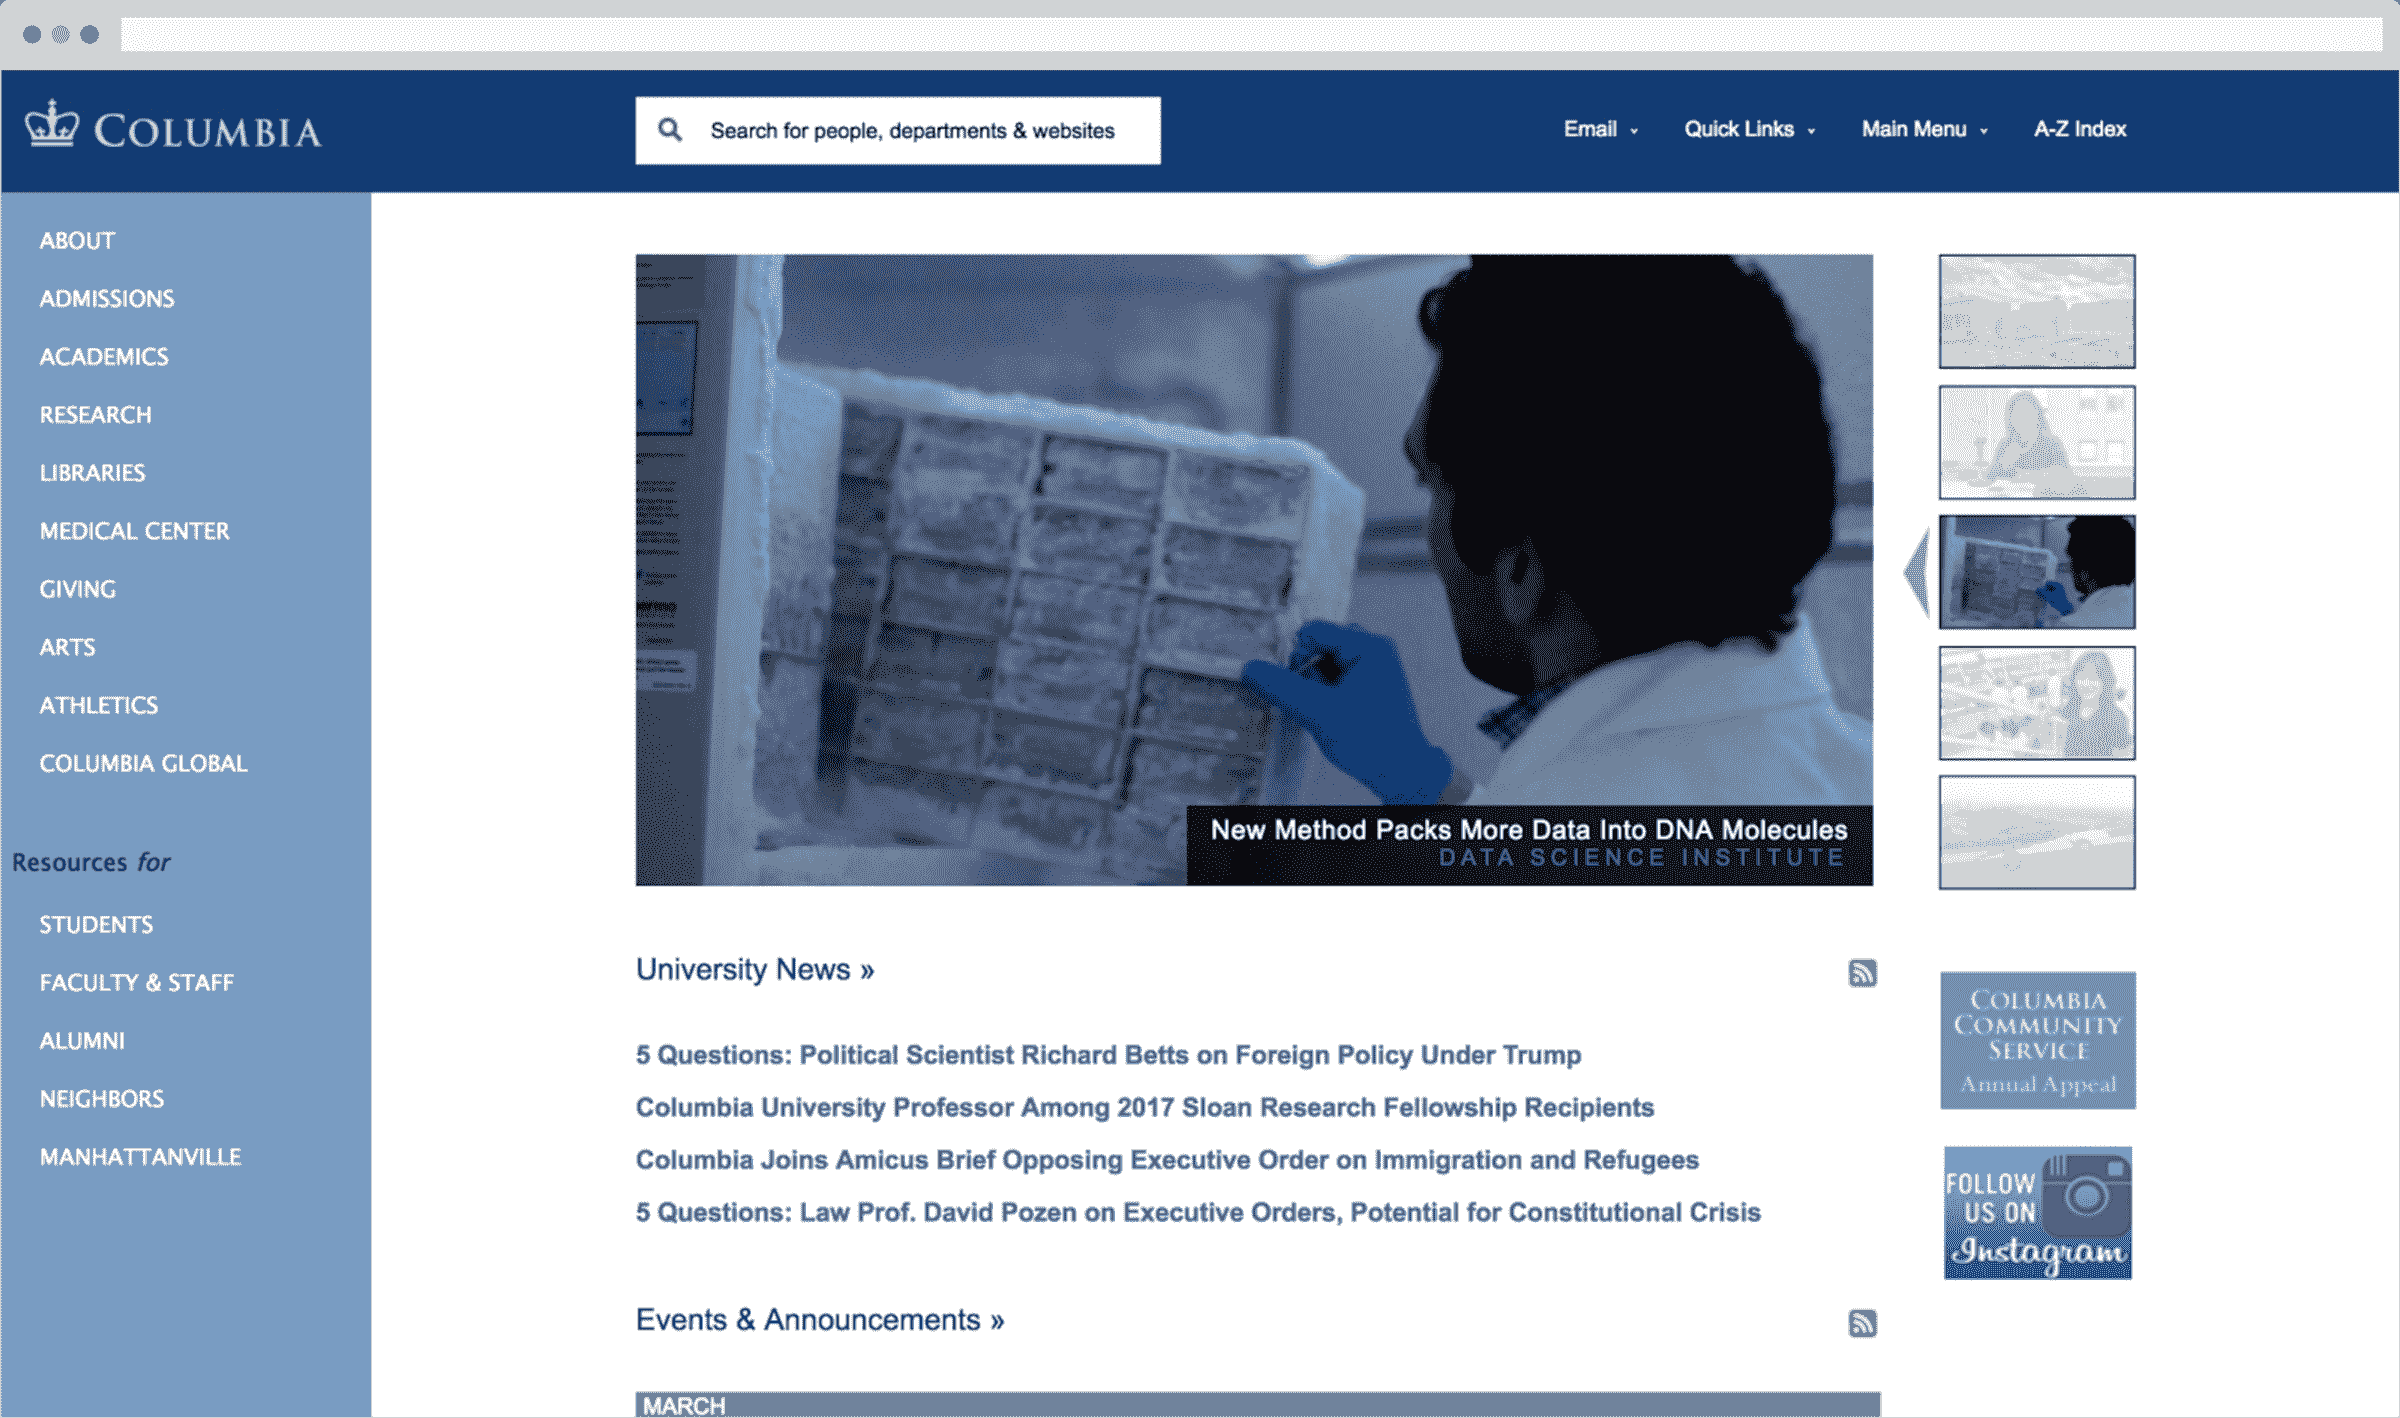 COLUMBIA
Search for people, departments & websites
Email
Quick Links
Main Menu
A-Z Index
ABOUT
ADMISSIONS
ACADEMICS
RESEARCH
LIBRARIES
MEDICAL CENTER
GIVING
ARTS
ATHLETICS
COLUMBIA GLOBAL
Resources for
STUDENTS
FACULTY & STAFF
ALUMNI
NEIGHBORS
MANHATTANVILLE
New Method Packs More Data Into DNA Molecules
DATA SCIENCE INSTITUTE
University News »
5 Questions: Political Scientist Richard Betts on Foreign Policy Under Trump
Columbia University Professor Among 2017 Sloan Research Fellowship Recipients
Columbia Joins Amicus Brief Opposing Executive Order on Immigration and Refugees
5 Questions: Law Prof. David Pozen on Executive Orders, Potential for Constitutional Crisis
Events & Announcements »
MARCH
COLUMBIA
COMMUNITY
SERVICE
Annual Appeal
FOLLOW
US ON
Instagram